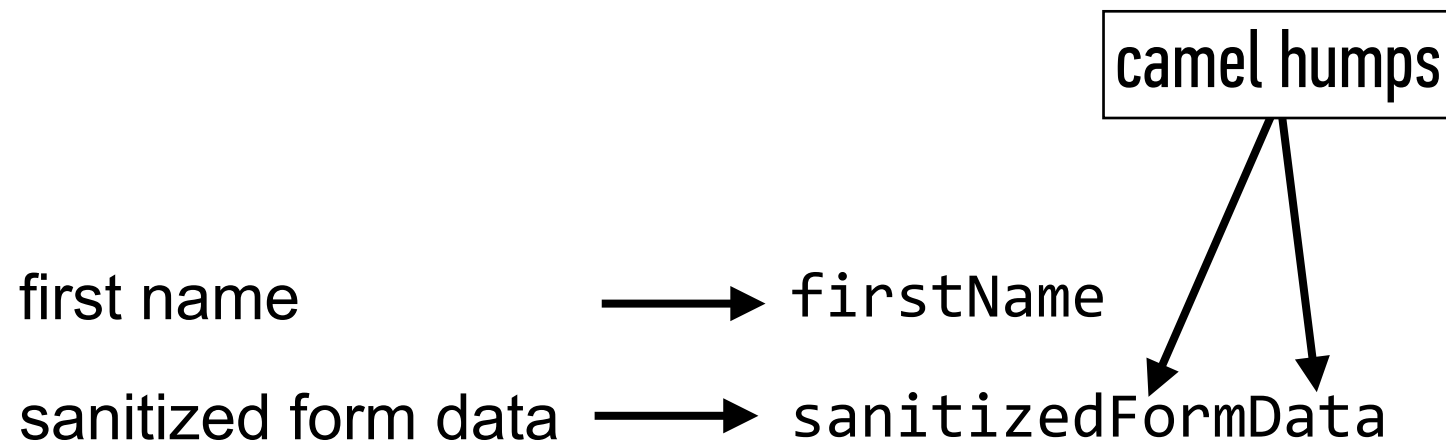 camel humps
first name firstName
sanitized form data sanitizedFormData